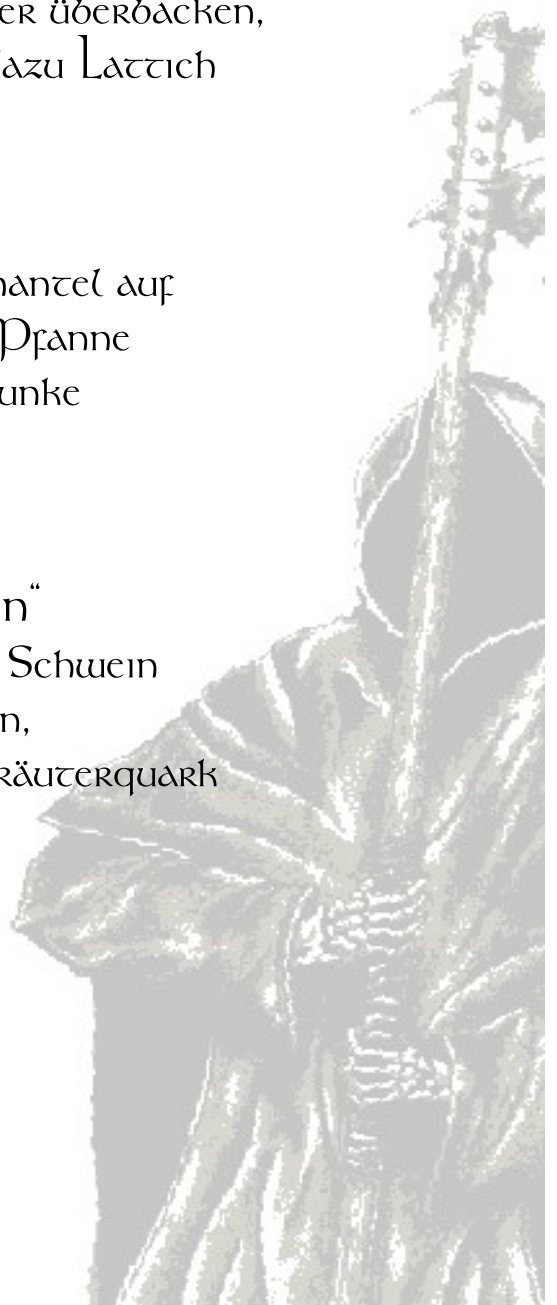 er überbacken,
azu Lattich
mantel auf
Pfanne
unke
n“
Schwein
n,
räuterquark